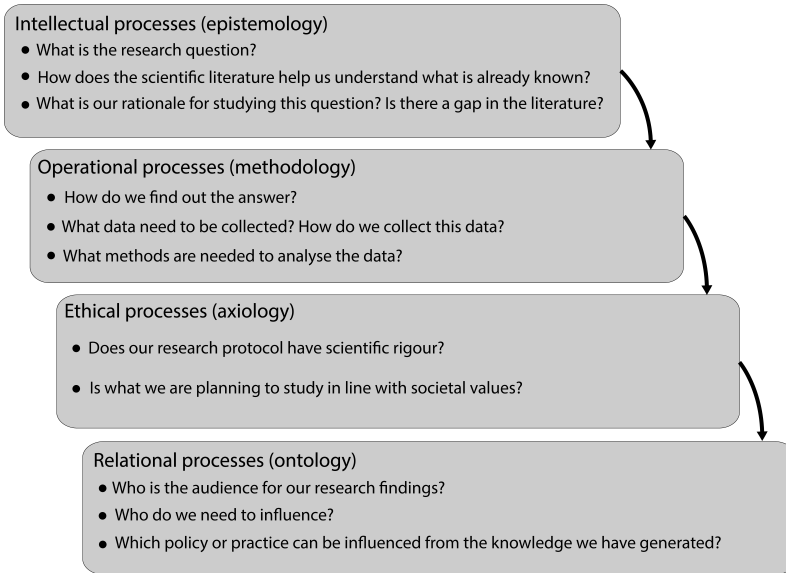 Intellectual processes (epistemology)
• What is the research question?
• How does the scientific literature help us understand what is already known?
• What is our rationale for studying this question? Is there a gap in the literature?
Operational processes (methodology)
• How do we find out the answer?
• What data need to be collected? How do we collect this data?
• What methods are needed to analyse the data?
Ethical processes (axiology)
• Does our research protocol have scientific rigour?
• Is what we are planning to study in line with societal values?
Relational processes (ontology)
• Who is the audience for our research findings?
• Who do we need to influence?
• Which policy or practice can be influenced from the knowledge we have generated?